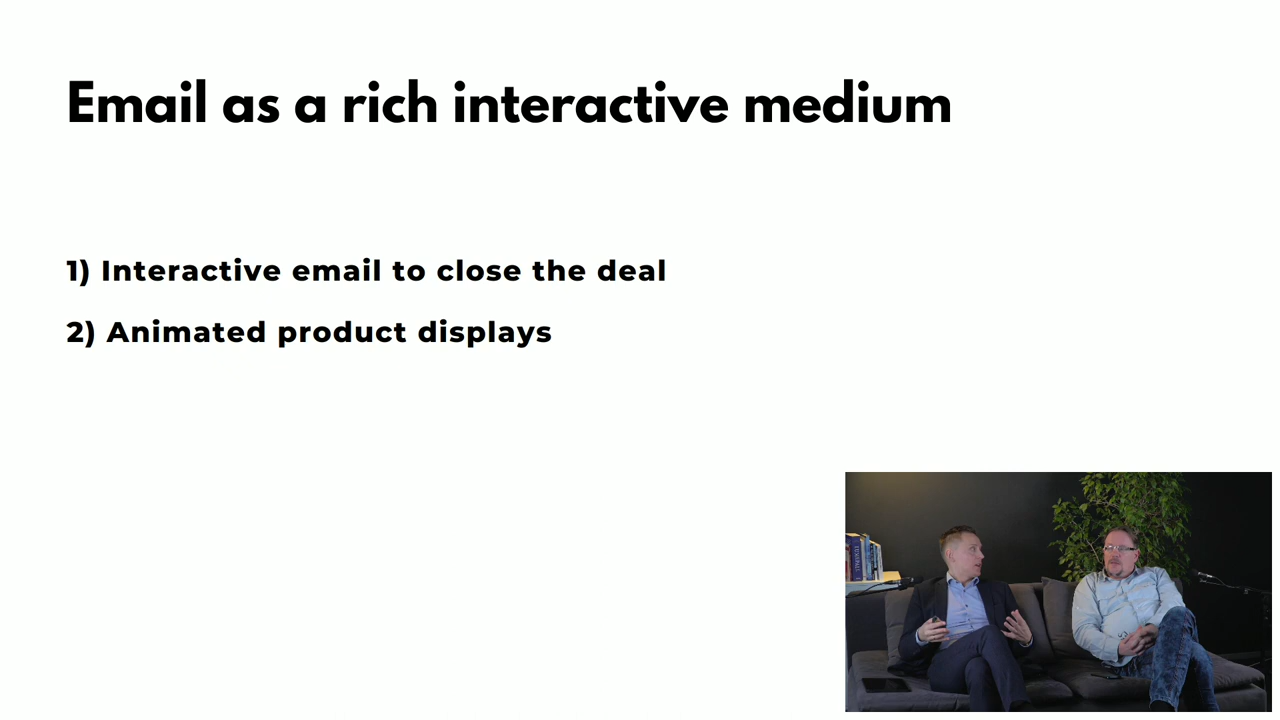 Email as a rich interactive medium
1) Interactive email to close the deal
2) Animated product displays